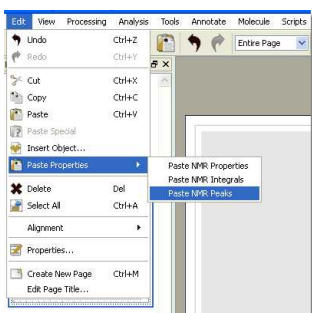 Edit View Processing Analysis Tools Annotate Molecule Scripts
Undo Ctrl+Z
Entire Page
Redo Ctrl+Y
Cut Ctrl+X
Copy Ctrl+C
Paste Ctrl+V
Paste Special
Insert Object...
Paste Properties
Paste NMR Properties
Paste NMR Integrals
Paste NMR Peaks
Delete Del
Select All Ctrl+A
Alignment
Properties...
Create New Page Ctrl+M
Edit Page Title...